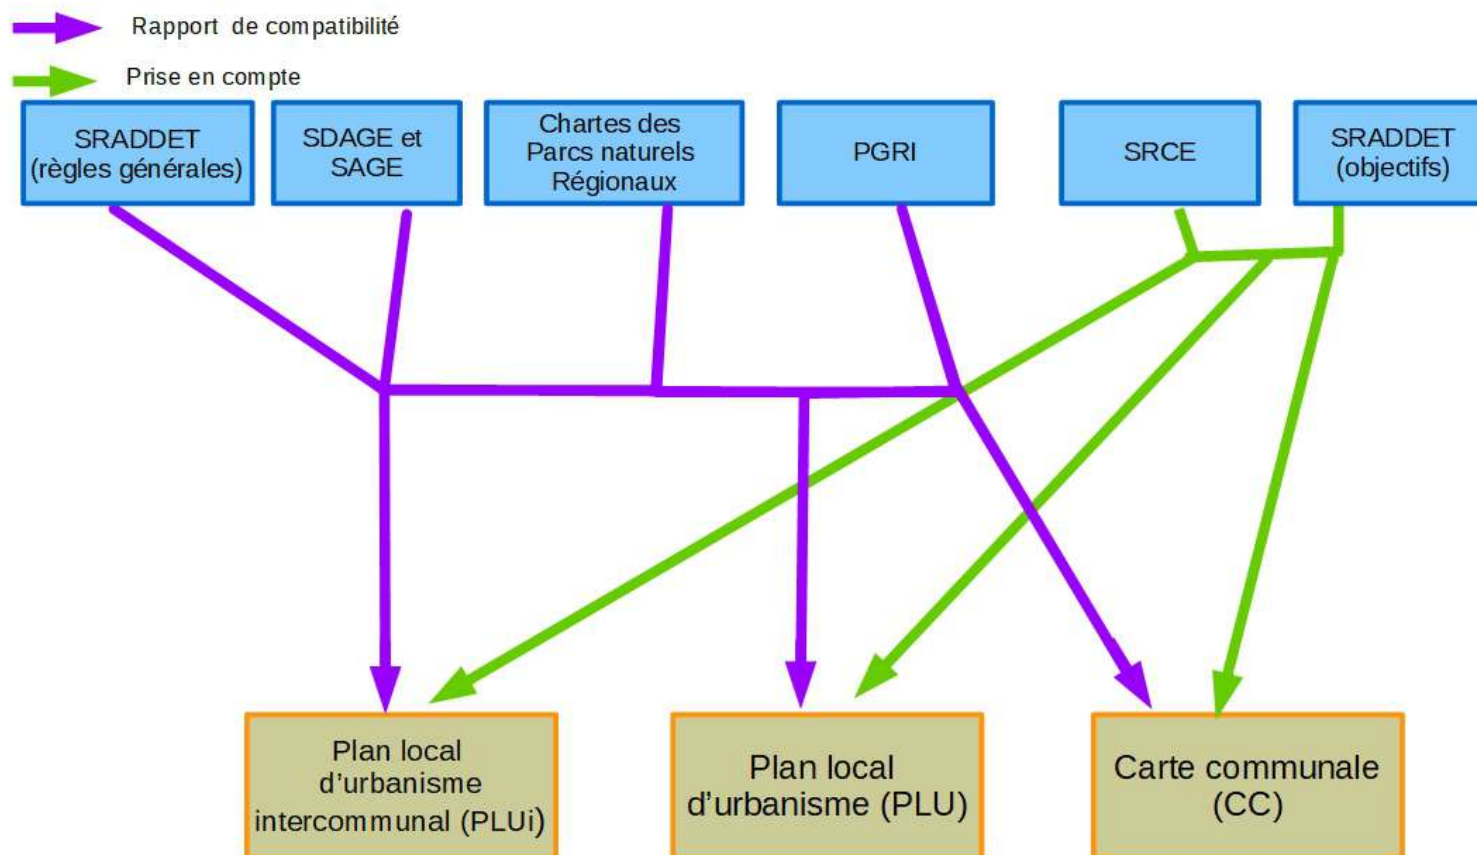 Rapport de compatibilité
Prise en compte
SRADDET
(règles générales)
SDAGE et
SAGE
Chartes des
Parcs naturels
Régionaux
PGRI
SRCE
SRADDET
(objectifs)
Plan local
d'urbanisme
intercommunal (PLUi)
Plan local
d'urbanisme (PLU)
Carte communale
(CC)